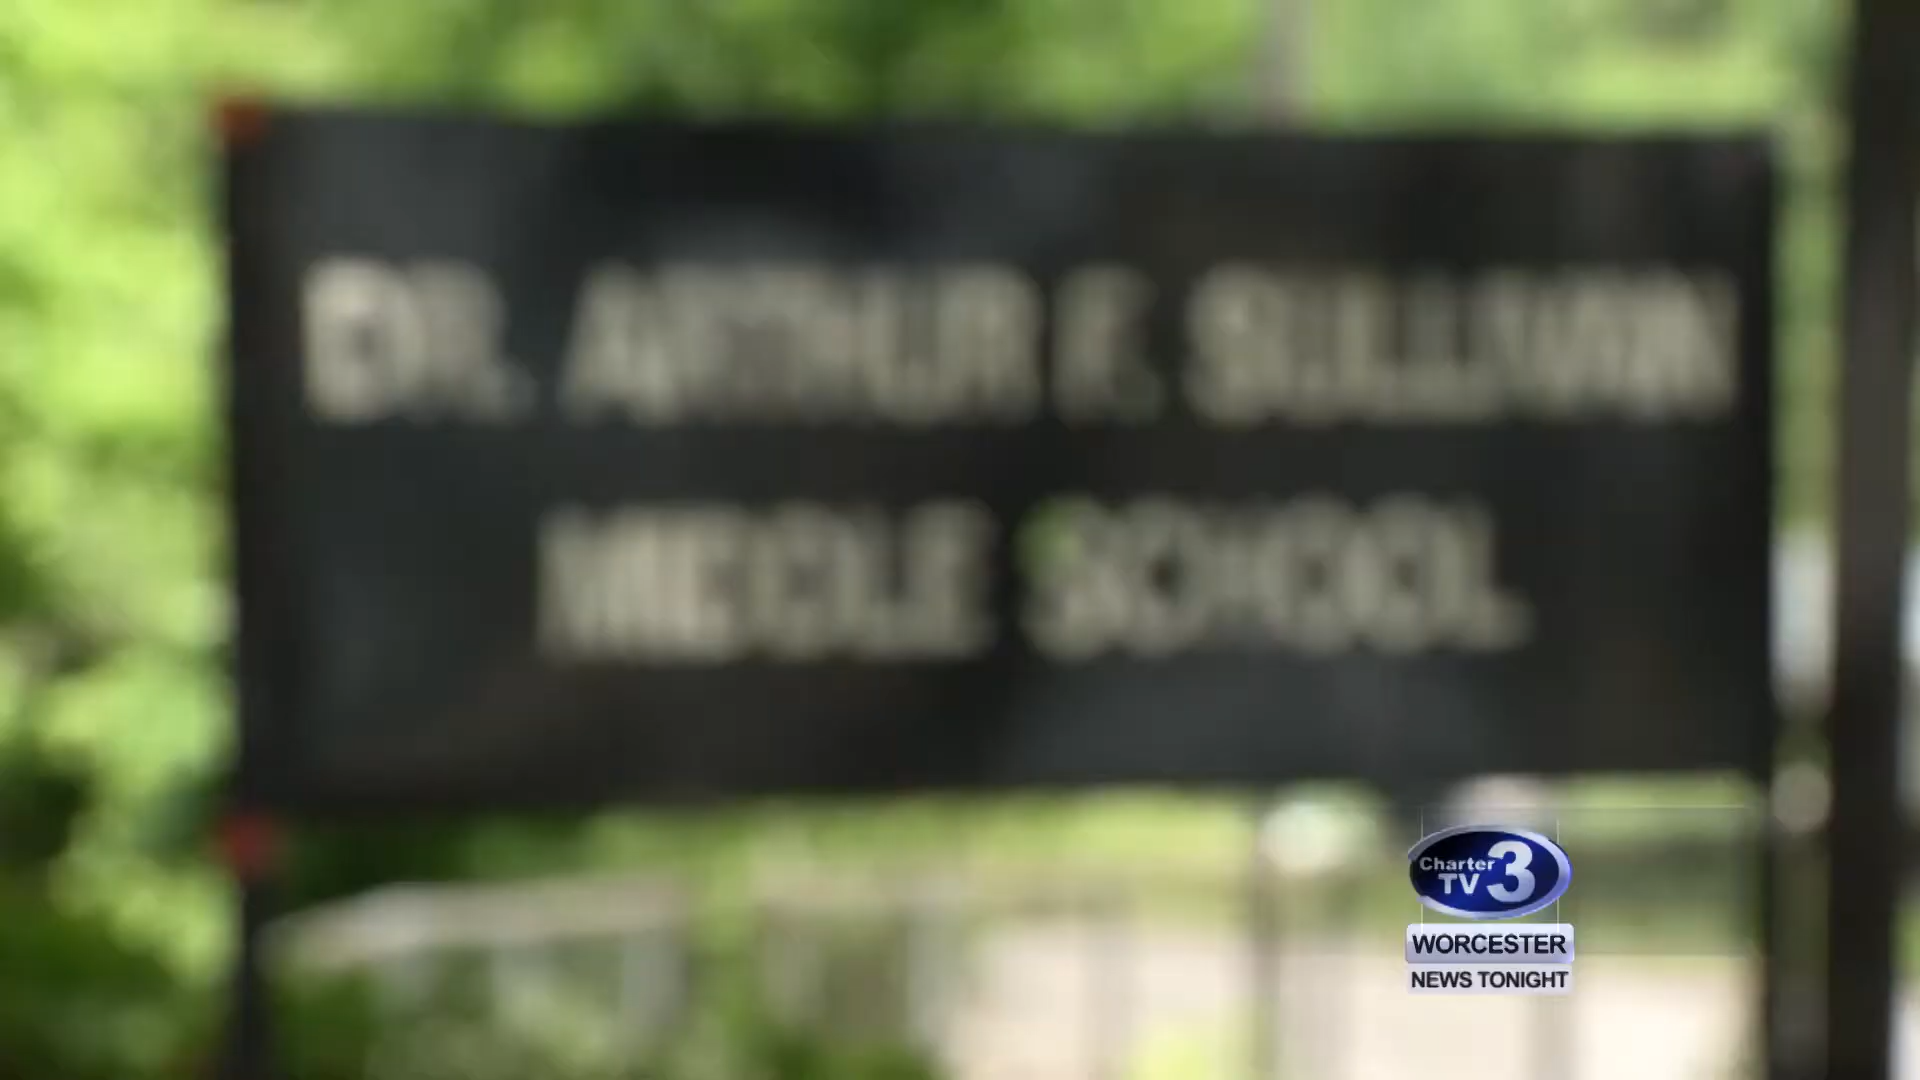 DR. ARTHUR F. SULLIVAN
MIDDLE SCHOOL
Charter
TV3
WORCESTER
NEWS TONIGHT